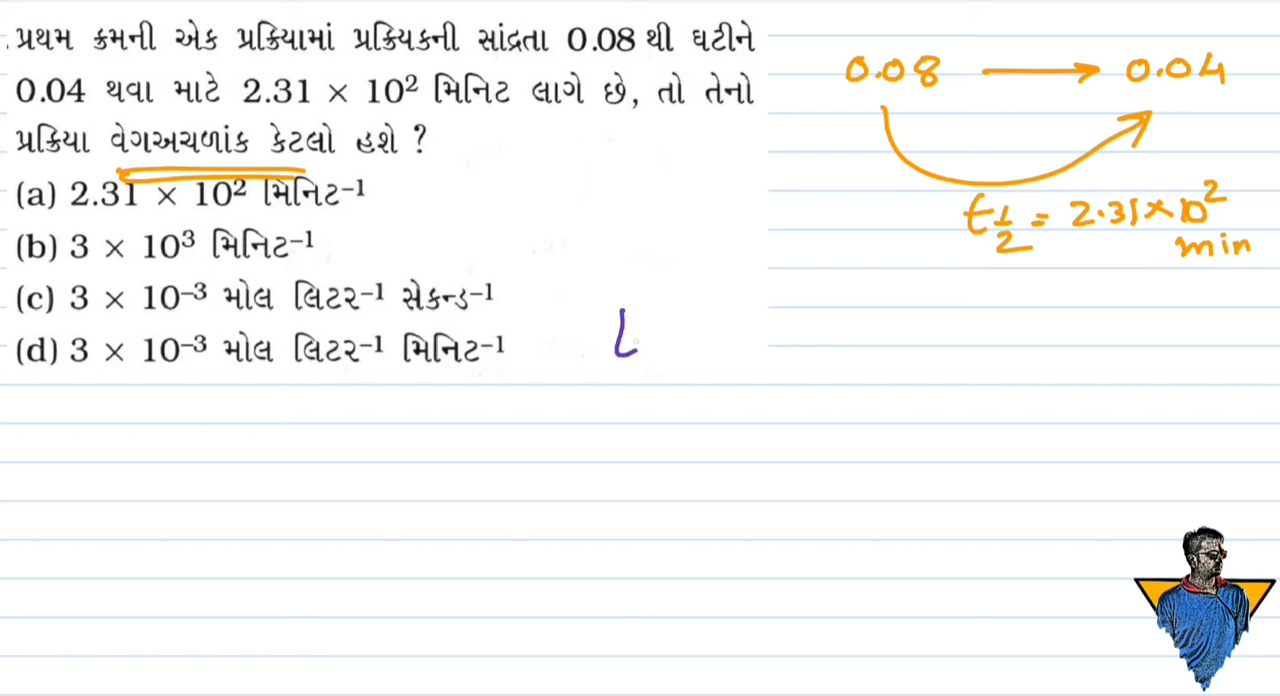 પ્રથમ ક્રમની એક પ્રક્રિયામાં પ્રક્રિયકની સાંદ્રતા 0.08 થી ઘટીને
0.04 થવા માટે 2.31 × 10² મિનિટ લાગે છે, તો તેનો
પ્રક્રિયા વેગઅચળાંક કેટલો હશે ?
(a) 2.31 × 10² મિનિટ⁻¹
(b) 3 × 10³ મિનિટ⁻¹
(c) 3 × 10⁻³ મોલ લિટર⁻¹ સેકન્ડ⁻¹
(d) 3 × 10⁻³ મોલ લિટર⁻¹ મિનિટ⁻¹
0.08 → 0.04
t½ = 2.31×10²
min